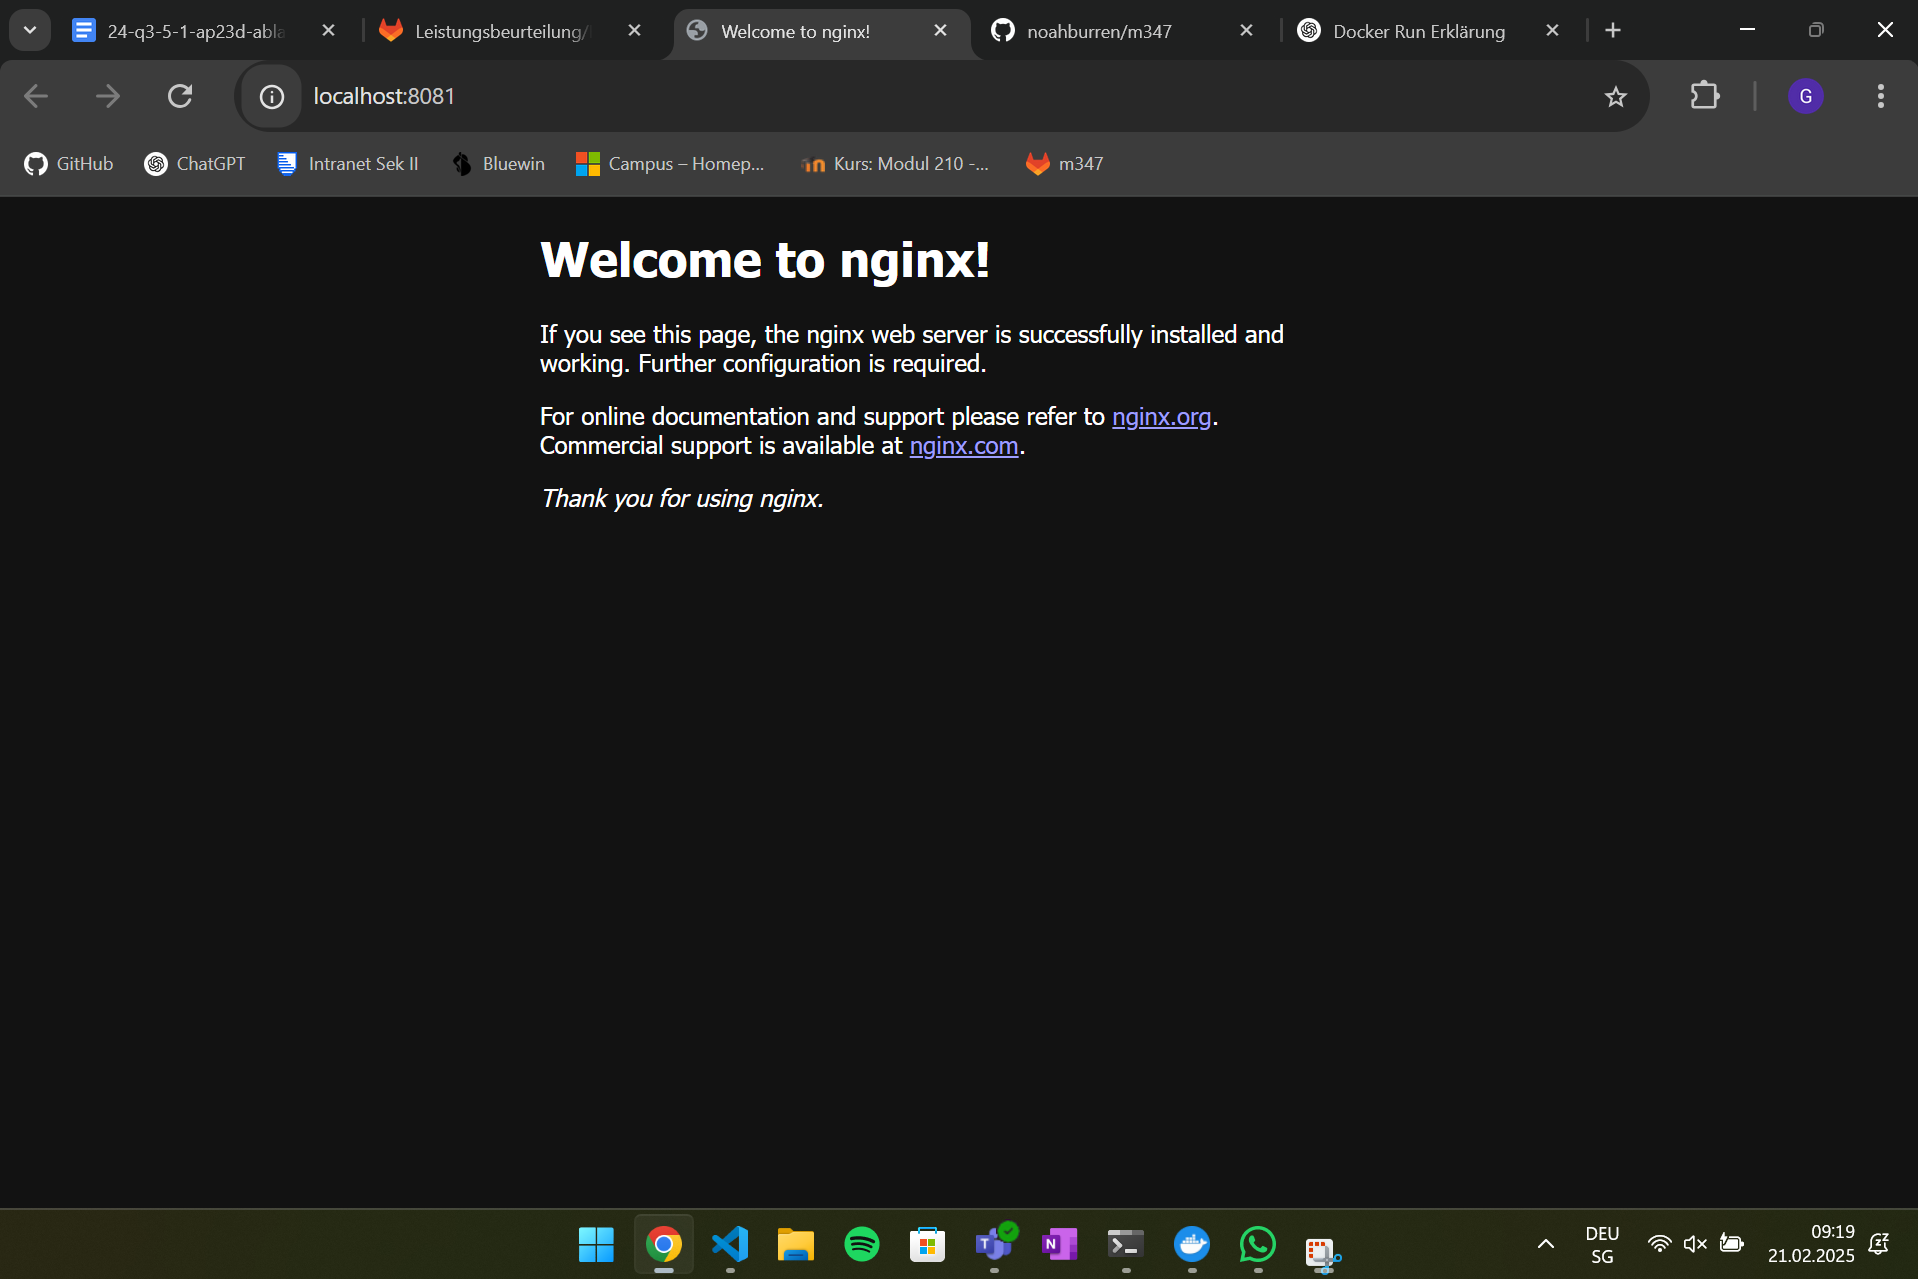 24-q3-5-1-ap23d-abla
Leistungsbeurteilung/
Welcome to nginx!
noahburren/m347
Docker Run Erklärung
localhost:8081
G
GitHub
ChatGPT
Intranet Sek II
Bluewin
Campus – Homep...
Kurs: Modul 210 -...
m347
Welcome to nginx!
If you see this page, the nginx web server is successfully installed and
working. Further configuration is required.
For online documentation and support please refer to nginx.org.
Commercial support is available at nginx.com.
Thank you for using nginx.
DEU
SG
09:19
21.02.2025